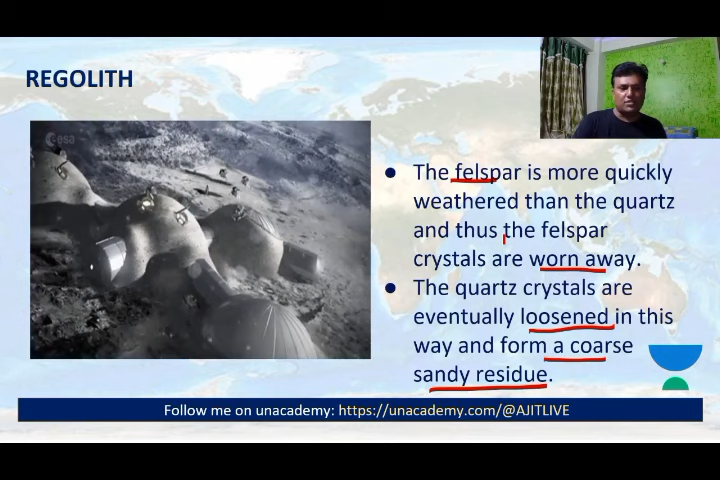 REGOLITH
esa
● The felspar is more quickly
weathered than the quartz
and thus the felspar
crystals are worn away.
● The quartz crystals are
eventually loosened in this
way and form a coarse
sandy residue.
Follow me on unacademy: https://unacademy.com/@AJITLIVE